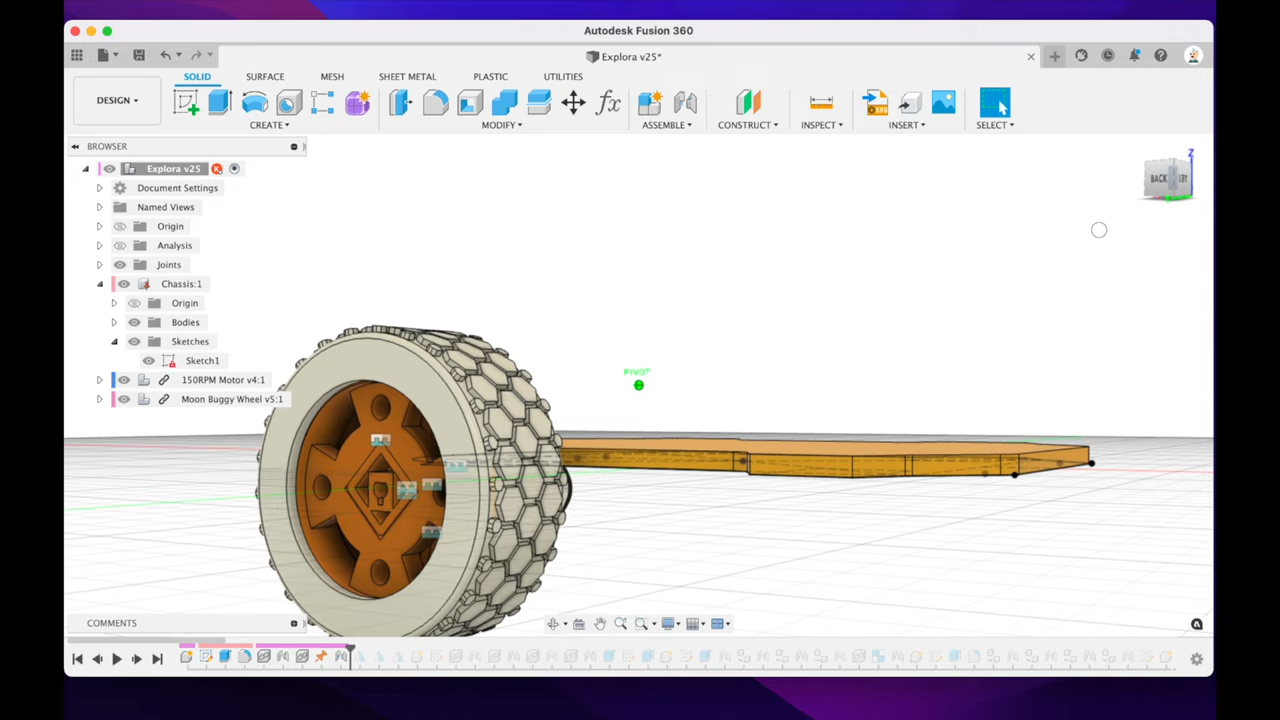 Autodesk Fusion 360
Explora v25*
SOLID SURFACE MESH SHEET METAL PLASTIC UTILITIES
DESIGN
CREATE MODIFY ASSEMBLE CONSTRUCT INSPECT INSERT SELECT
BROWSER
Explora v25
Document Settings
Named Views
Origin
Analysis
Joints
Chassis:1
Origin
Bodies
Sketches
Sketch1
150RPM Motor v4:1
Moon Buggy Wheel v5:1
Z
BACK
PIVOT
COMMENTS